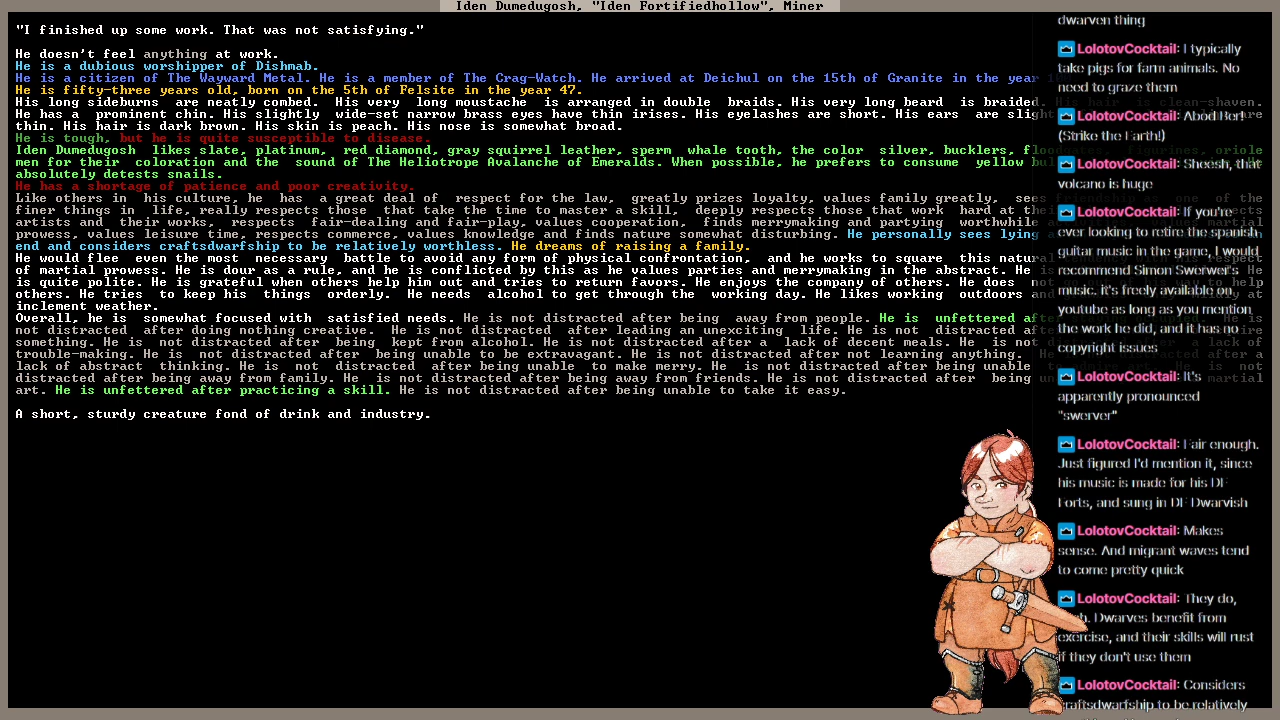 Iden Dumedugosh, "Iden Fortifiedhollow", Miner
"I finished up some work. That was not satisfying."
He doesn't feel anything at work.
He is a dubious worshipper of Dishmab.
He is a citizen of The Wayward Metal. He is a member of The Crag-Watch. He arrived at Deichul on the 15th of Granite in the year
He is fifty-three years old, born on the 5th of Felsite in the year 47.
His long sideburns are neatly combed. His very long moustache is arranged in double braids. His very long beard is braided. His hair is clean-shaven.
He has a prominent chin. His slightly wide-set narrow brass eyes have thin irises. His eyelashes are short. His ears are
thin. His hair is dark brown. His skin is peach. His nose is somewhat broad.
He is tough, but he is quite susceptible to disease.
Iden Dumedugosh likes slate, platinum, red diamond, gray squirrel leather, sperm whale tooth, the color silver, bucklers, figurines, oriole
men for their coloration and the sound of The Heliotrope Avalanche of Emeralds. When possible, he prefers to consume yellow
absolutely detests snails.
He has a shortage of patience and poor creativity.
Like others in his culture, he has a great deal of respect for the law, greatly prizes loyalty, values family greatly, sees friendship as one of the
finer things in life, really respects those that take the time to master a skill, deeply respects those that work hard at
artists and their works, respects fair-dealing and fair-play, values cooperation, finds merrymaking and partying worthwhile martial
prowess, values leisure time, respects commerce, values knowledge and finds nature somewhat disturbing. He personally sees lying
end and considers craftsdwarfship to be relatively worthless. He dreams of raising a family.
He would flee even the most necessary battle to avoid any form of physical confrontation, and he works to square this natural respect
of martial prowess. He is dour as a rule, and he is conflicted by this as he values parties and merrymaking in the abstract. He
is quite polite. He is grateful when others help him out and tries to return favors. He enjoys the company of others. He does to help
others. He tries to keep his things orderly. He needs alcohol to get through the working day. He likes working outdoors and at
inclement weather.
Overall, he is somewhat focused with satisfied needs. He is not distracted after being away from people. He is unfettered He is
not distracted after doing nothing creative. He is not distracted after leading an unexciting life. He is not distracted
something. He is not distracted after being kept from alcohol. He is not distracted after a lack of decent meals. He is not a lack of
trouble-making. He is not distracted after being unable to be extravagant. He is not distracted after not learning anything. after a
lack of abstract thinking. He is not distracted after being unable to make merry. He is not distracted after being unable is not
distracted after being away from family. He is not distracted after being away from friends. He is not distracted after being martial
art. He is unfettered after practicing a skill. He is not distracted after being unable to take it easy.
A short, sturdy creature fond of drink and industry.
dwarven thing
LolotovCocktail: I typically
take pigs for farm animals. No
need to graze them
LolotovCocktail: Abod Her!
(Strike the Earth!)
LolotovCocktail: Sheesh, that
volcano is huge
LolotovCocktail: If you're
ever looking to retire the spanish
guitar music in the game, I would
recommend Simon Swerwer's
music. it's freely available on
youtube as long as you mention
the work he did, and it has no
copyright issues
LolotovCocktail: It's
apparently pronounced
"swerver"
LolotovCocktail: Fair enough.
Just figured I'd mention it, since
his music is made for his DF
Forts, and sung in DF Dwarvish
LolotovCocktail: Makes
sense. And migrant waves tend
to come pretty quick
LolotovCocktail: They do,
Dwarves benefit from
exercise, and their skills will rust
if they don't use them
LolotovCocktail: Considers
craftsdwarfship to be relatively